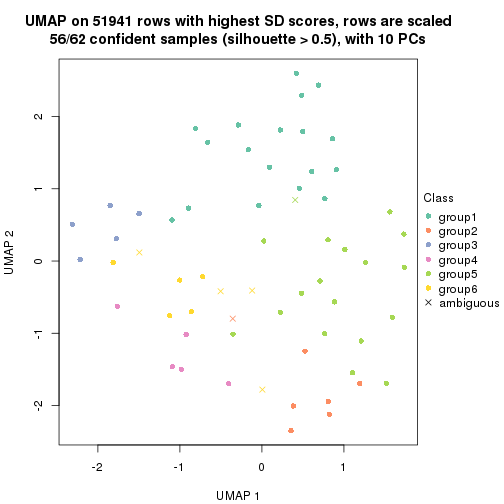 UMAP on 51941 rows with highest SD scores, rows are scaled
56/62 confident samples (silhouette > 0.5), with 10 PCs
2
1
0
-1
-2
UMAP 2
-2
-1
0
1
UMAP 1
Class
group1
group2
group3
group4
group5
group6
ambiguous